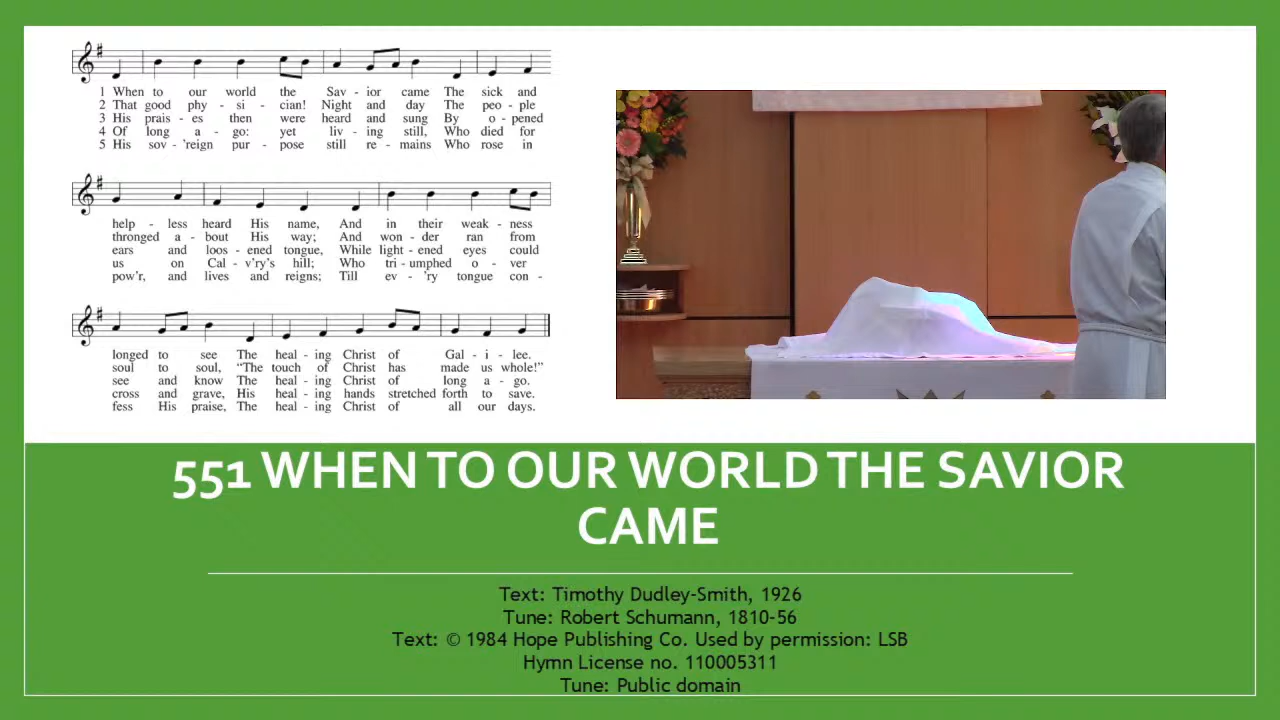 1 When to our world the Sav - ior came The sick and
2 That good phy - si - cian! Night and day The peo - ple
3 His prais - es then were heard and sung By o - pened
4 Of long a - go: yet liv - ing still, Who died for
5 His sov - 'reign pur - pose still re - mains Who rose in
help - less heard His name, And in their weak - ness
thronged a - bout His way; And won - der ran from
ears and loos - ened tongue, While light - ened eyes could
us on Cal - v'ry's hill; Who tri - umphed o - ver
pow'r, and lives and reigns; Till ev - 'ry tongue con -
longed to see The heal - ing Christ of Gal - i - lee.
soul to soul, “The touch of Christ has made us whole!”
see and know The heal - ing Christ of long a - go.
cross and grave, His heal - ing hands stretched forth to save.
fess His praise, The heal - ing Christ of all our days.
551 WHEN TO OUR WORLD THE SAVIOR
CAME
Text: Timothy Dudley-Smith, 1926
Tune: Robert Schumann, 1810-56
Text: © 1984 Hope Publishing Co. Used by permission: LSB
Hymn License no. 110005311
Tune: Public domain